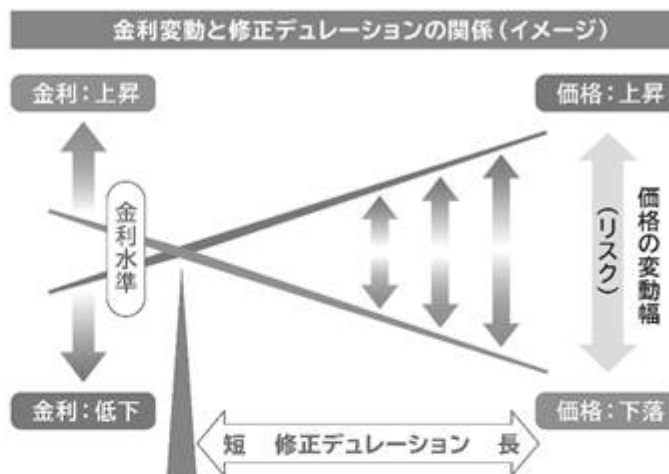 金利変動と修正デュレーションの関係（イメージ）
金利：上昇
価格：上昇
金利水準
価格の変動幅
（リスク）
金利：低下
価格：下落
短 修正デュレーション 長